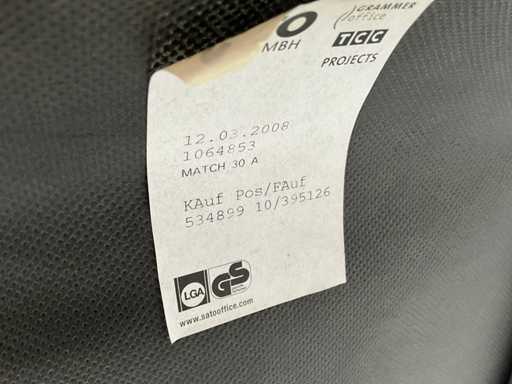 GRAMMER
office
O
MBH
TCC
PROJECTS
12.03.2008
1064853
MATCH 30 A
KAuf Pos/FAuf
534899 10/395126
LGA
GS
www.satooffice.com